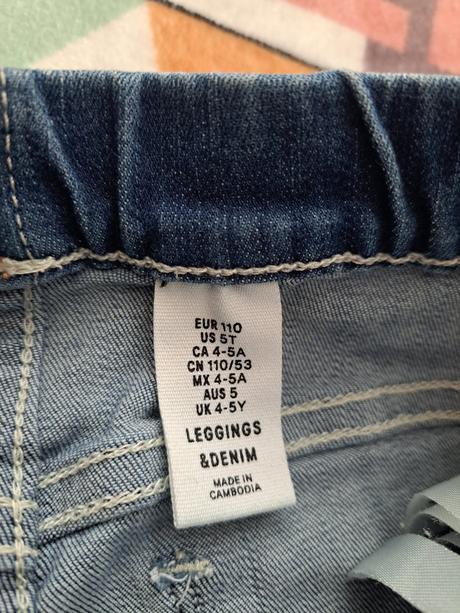 EUR 110
US 5T
CA 4-5A
CN 110/53
MX 4-5A
AUS 5
UK 4-5Y
LEGGINGS
&DENIM
MADE IN
CAMBODIA